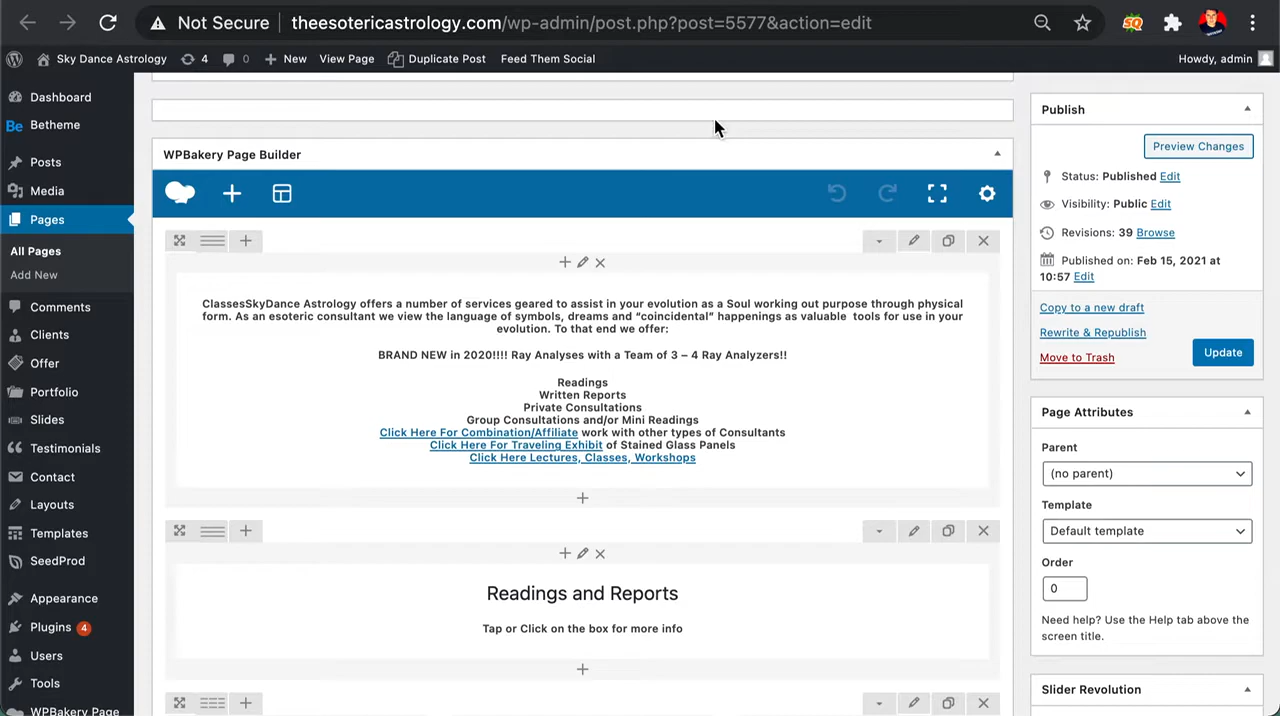 Not Secure theesotericastrology.com/wp-admin/post.php?post=5577&action=edit
Sky Dance Astrology 4 0 New View Page Duplicate Post Feed Them Social Howdy, admin
Dashboard
Betheme
Posts
Media
Pages
All Pages
Add New
Comments
Clients
Offer
Portfolio
Slides
Testimonials
Contact
Layouts
Templates
SeedProd
Appearance
Plugins 4
Users
Tools
WPBakery Page
WPBakery Page Builder
ClassesSkyDance Astrology offers a number of services geared to assist in your evolution as a Soul working out purpose through physical
form. As an esoteric consultant we view the language of symbols, dreams and “coincidental” happenings as valuable tools for use in your
evolution. To that end we offer:
BRAND NEW in 2020!!!! Ray Analyses with a Team of 3 – 4 Ray Analyzers!!
Readings
Written Reports
Private Consultations
Group Consultations and/or Mini Readings
Click Here For Combination/Affiliate work with other types of Consultants
Click Here For Traveling Exhibit of Stained Glass Panels
Click Here Lectures, Classes, Workshops
Readings and Reports
Tap or Click on the box for more info
Publish
Preview Changes
Status: Published Edit
Visibility: Public Edit
Revisions: 39 Browse
Published on: Feb 15, 2021 at
10:57 Edit
Copy to a new draft
Rewrite & Republish
Move to Trash
Update
Page Attributes
Parent
(no parent)
Template
Default template
Order
0
Need help? Use the Help tab above the
screen title.
Slider Revolution